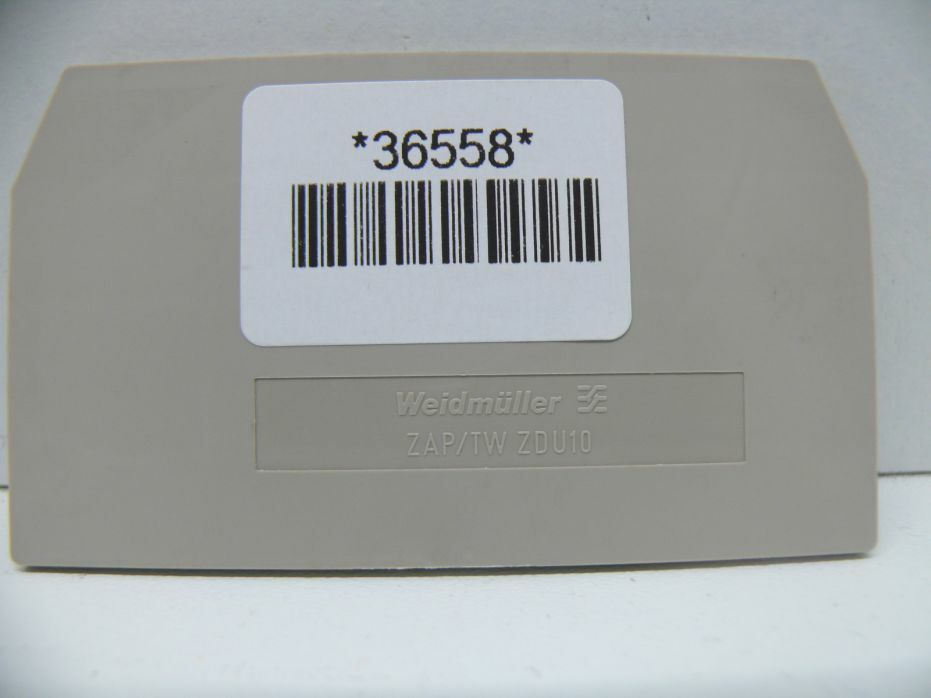 *36558*
Weidmüller
ZAP/TW ZDU10